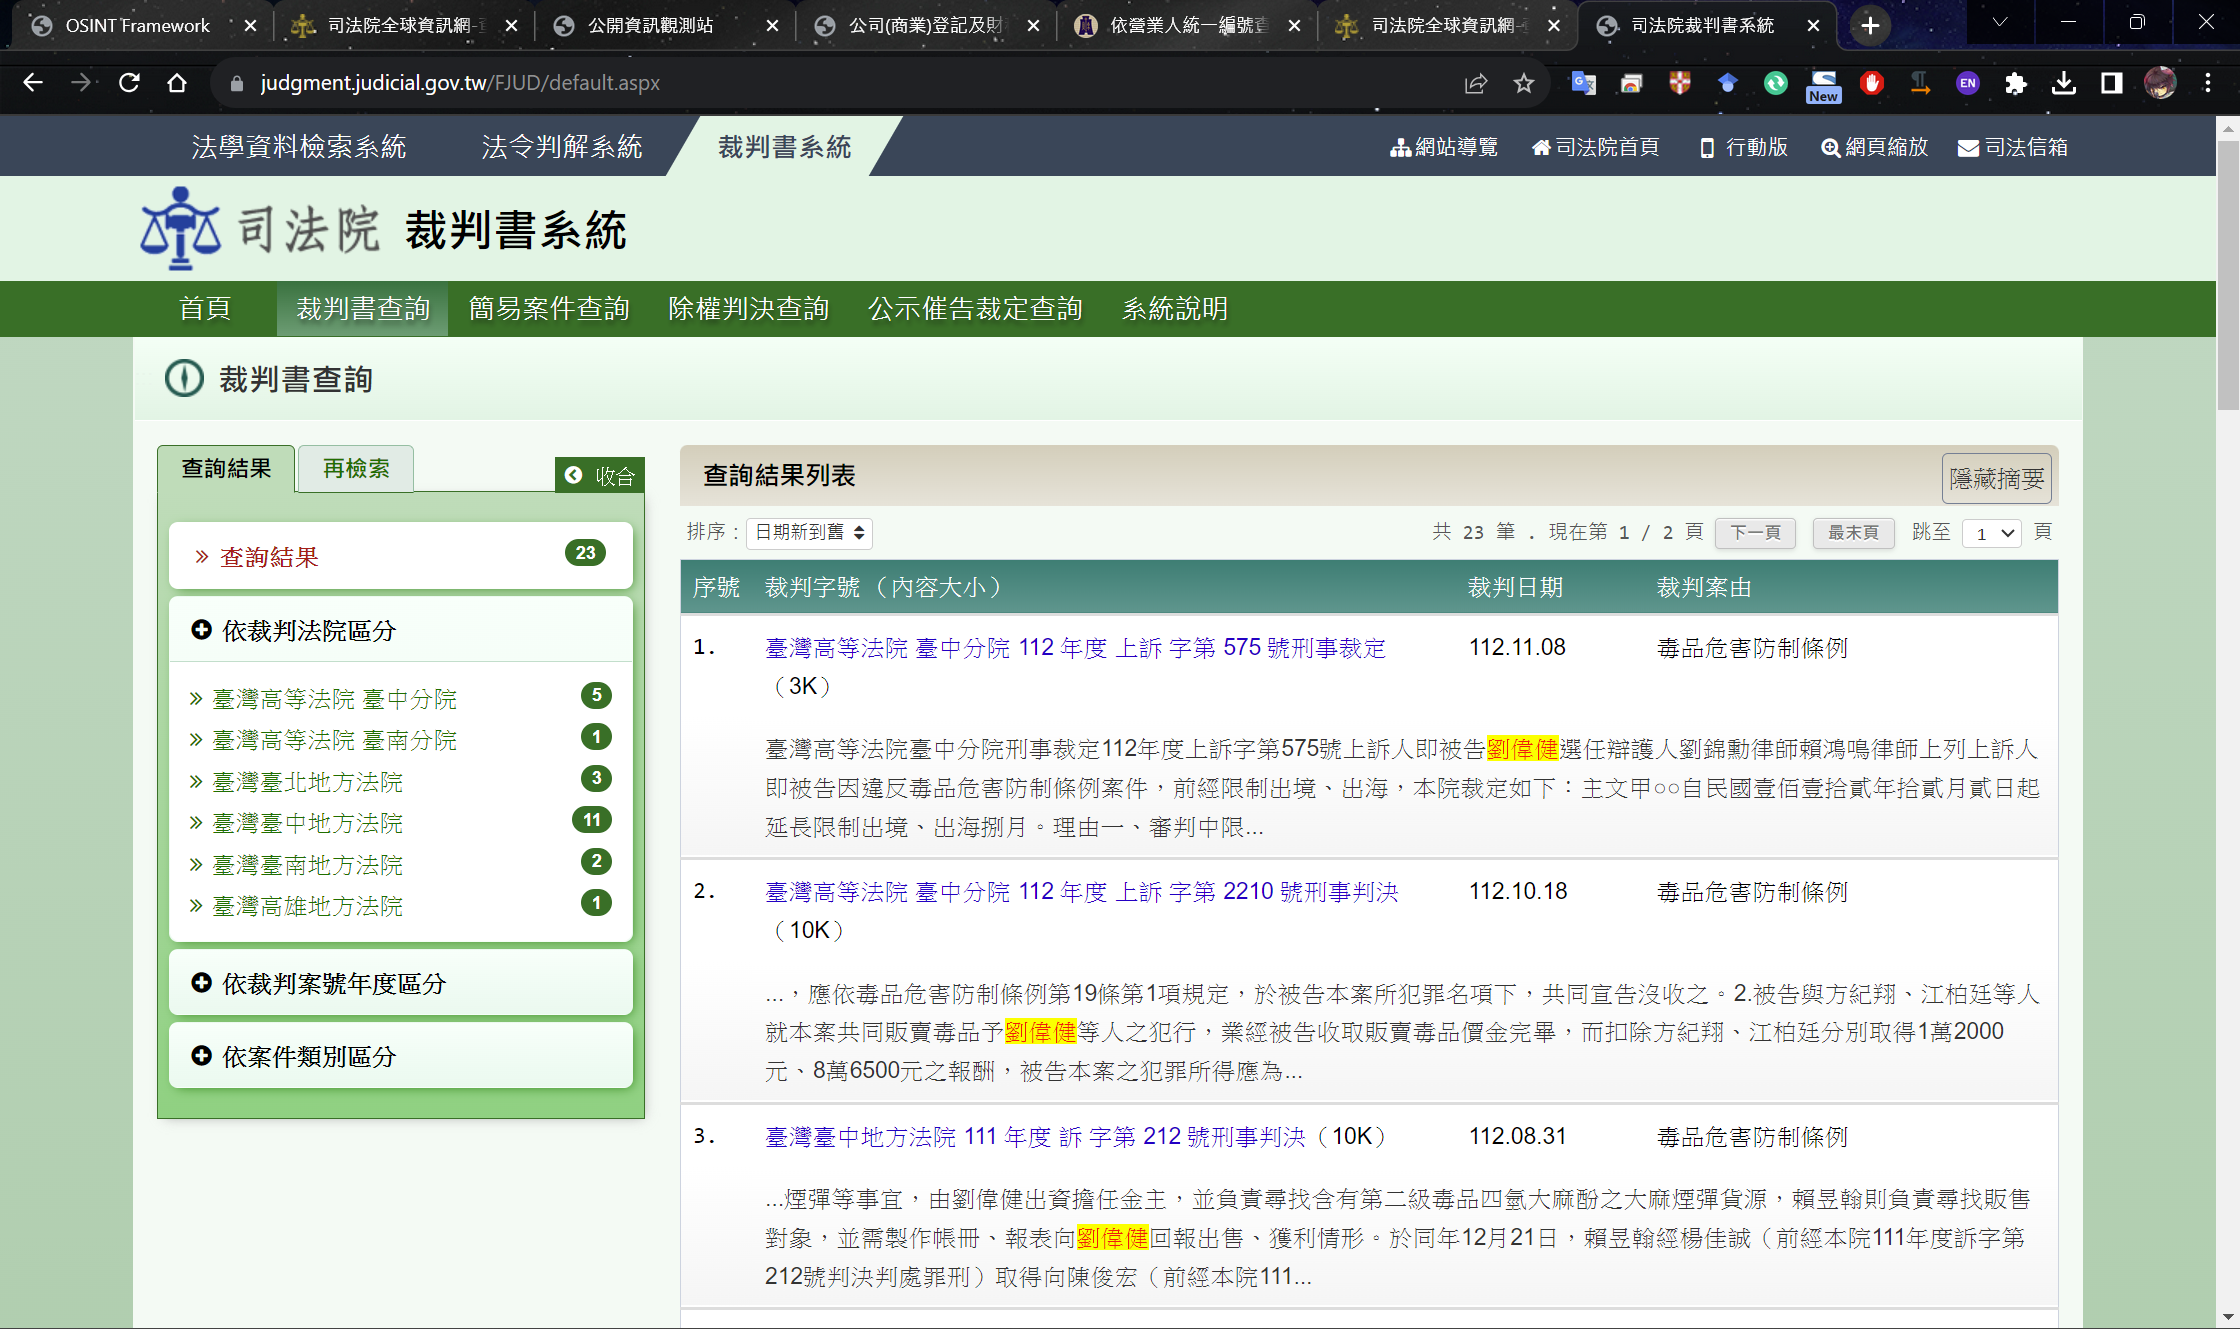 OSINT Framework
司法院全球資訊網-
公開資訊觀測站
公司(商業)登記及財
依營業人統一編號查
司法院全球資訊網-
司法院裁判書系統
judgment.judicial.gov.tw/FJUD/default.aspx
New
EN
法學資料檢索系統
法令判解系統
裁判書系統
網站導覽
司法院首頁
行動版
網頁縮放
司法信箱
司法院 裁判書系統
首頁
裁判書查詢
簡易案件查詢
除權判決查詢
公示催告裁定查詢
系統說明
裁判書查詢
查詢結果
再檢索
收合
查詢結果 23
依裁判法院區分
臺灣高等法院 臺中分院 5
臺灣高等法院 臺南分院 1
臺灣臺北地方法院 3
臺灣臺中地方法院 11
臺灣臺南地方法院 2
臺灣高雄地方法院 1
依裁判案號年度區分
依案件類別區分
查詢結果列表
隱藏摘要
排序：日期新到舊
共 23 筆 . 現在第 1 / 2 頁 下一頁 最末頁 跳至 1 頁
序號 裁判字號（內容大小） 裁判日期 裁判案由
1. 臺灣高等法院 臺中分院 112 年度 上訴 字第 575 號刑事裁定 112.11.08 毒品危害防制條例
（3K）
臺灣高等法院臺中分院刑事裁定112年度上訴字第575號上訴人即被告劉偉健選任辯護人劉錦勳律師賴鴻鳴律師上列上訴人
即被告因違反毒品危害防制條例案件，前經限制出境、出海，本院裁定如下：主文甲○○自民國壹佰壹拾貳年拾貳月貳日起
延長限制出境、出海捌月。理由一、審判中限...
2. 臺灣高等法院 臺中分院 112 年度 上訴 字第 2210 號刑事判決 112.10.18 毒品危害防制條例
（10K）
...，應依毒品危害防制條例第19條第1項規定，於被告本案所犯罪名項下，共同宣告沒收之。2.被告與方紀翔、江柏廷等人
就本案共同販賣毒品予劉偉健等人之犯行，業經被告收取販賣毒品價金完畢，而扣除方紀翔、江柏廷分別取得1萬2000
元、8萬6500元之報酬，被告本案之犯罪所得應為...
3. 臺灣臺中地方法院 111 年度 訴 字第 212 號刑事判決（10K） 112.08.31 毒品危害防制條例
...煙彈等事宜，由劉偉健出資擔任金主，並負責尋找含有第二級毒品四氫大麻酚之大麻煙彈貨源，賴昱翰則負責尋找販售
對象，並需製作帳冊、報表向劉偉健回報出售、獲利情形。於同年12月21日，賴昱翰經楊佳誠（前經本院111年度訴字第
212號判決判處罪刑）取得向陳俊宏（前經本院111...